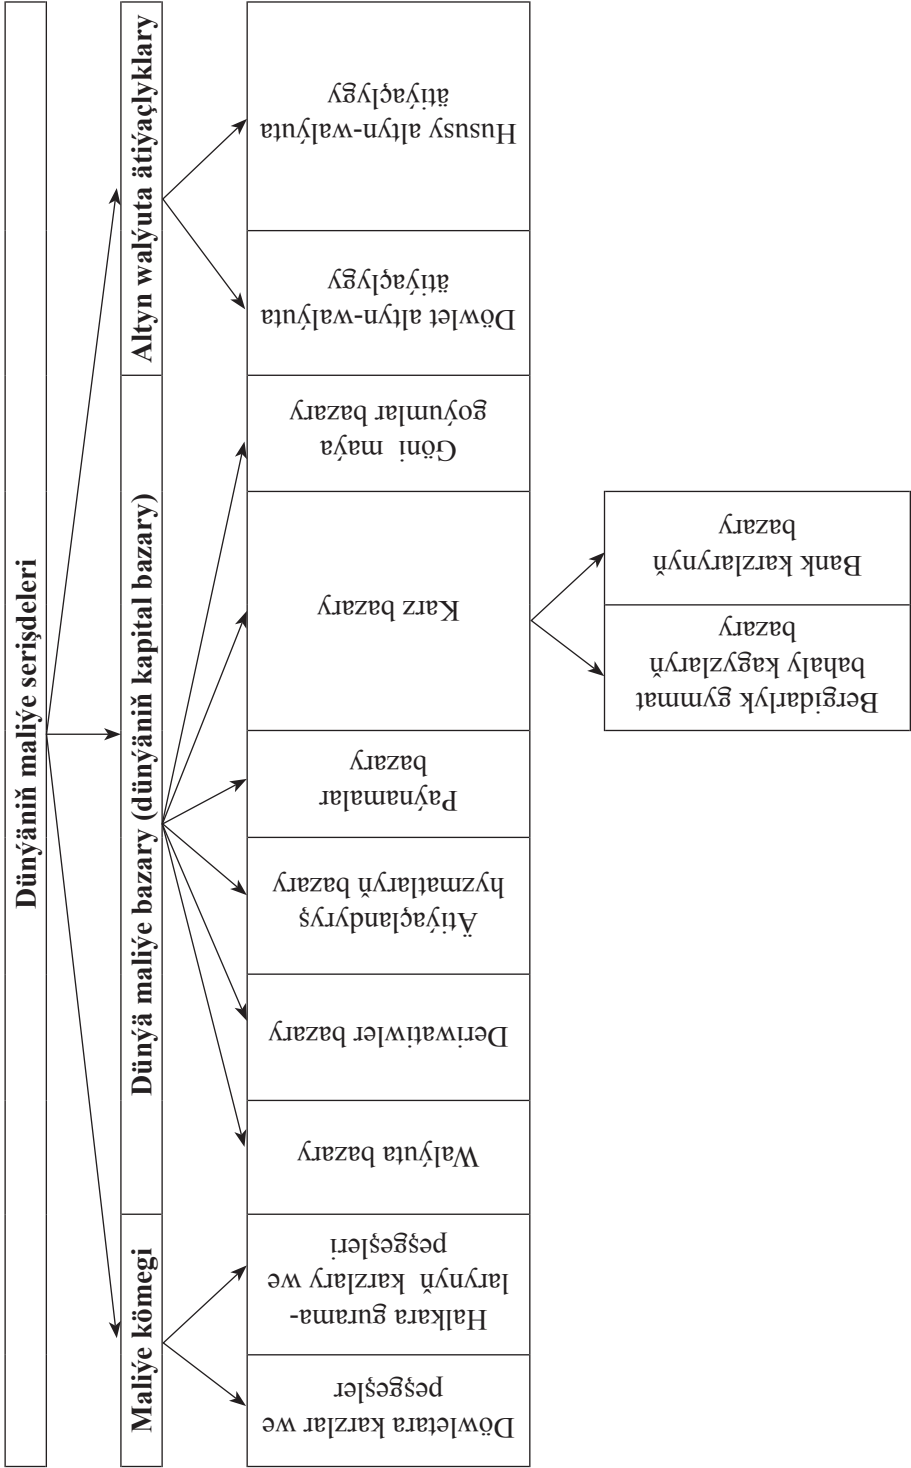 Dünýäniň maliýe serişdeleri
Maliýe kömegi
Dünýä maliýe bazary (dünýäniň kapital bazary)
Altyn walýuta ätiýaçlyklary
Döwletara karzlar we
peşgeşler
Halkara gurama-
larynyň karzlary we
peşgeşleri
Walýuta bazary
Deriwatiwler bazary
Ätiýaçlandyryş
hyzmatlaryň bazary
Paýnamalar
bazary
Karz bazary
Göni maýa
goýumlar bazary
Döwlet altyn-walýuta
ätiýaçlygy
Hususy altyn-walýuta
ätiýaçlygy
Bergidarlyk gymmat
bahaly kagyzlaryň
bazary
Bank karzlarynyň
bazary